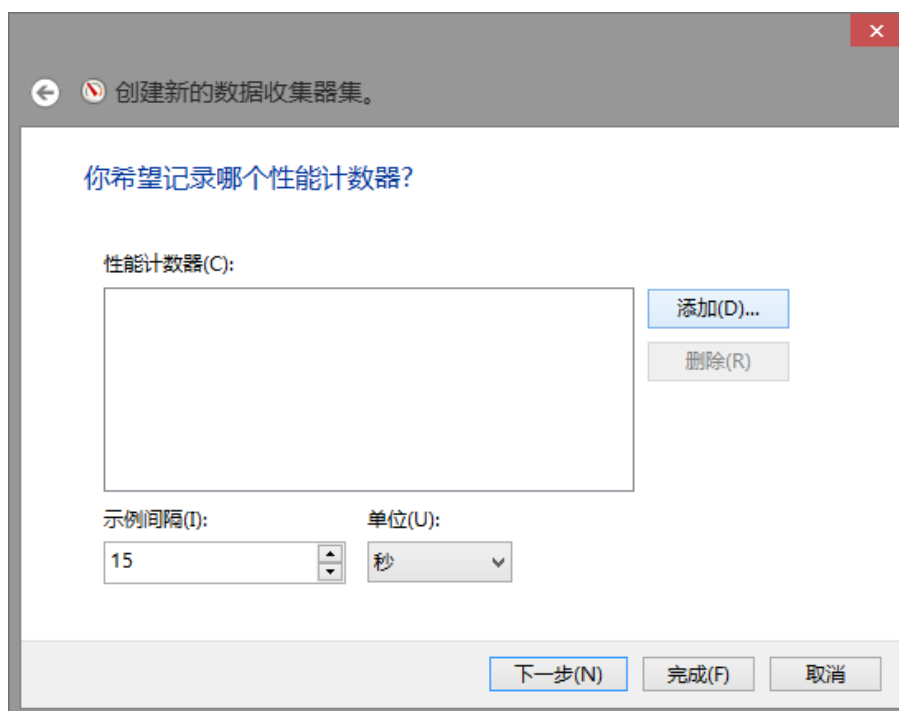 创建新的数据收集器集。
你希望记录哪个性能计数器?
性能计数器(C):
添加(D)...
删除(R)
示例间隔(I): 单位(U):
15 秒
下一步(N) 完成(F) 取消